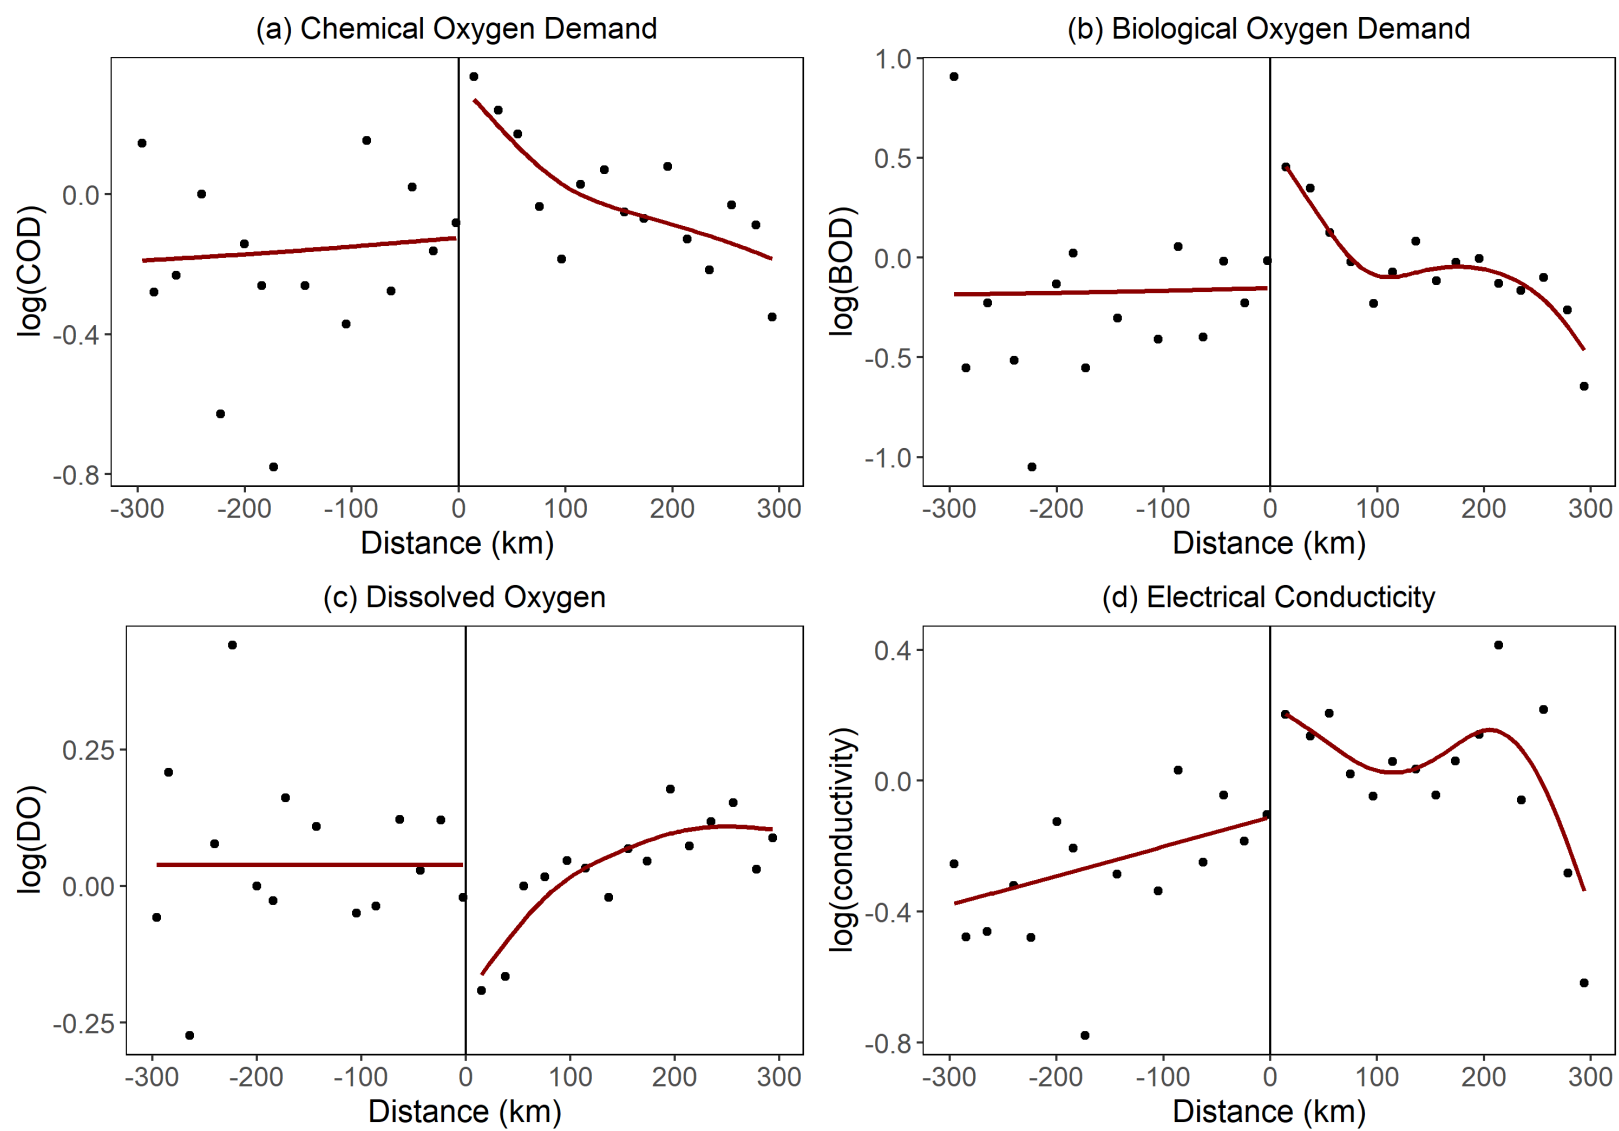 (a) Chemical Oxygen Demand
log(COD)
0.0
-0.4
-0.8
-300 -200 -100 0 100 200 300
Distance (km)
(b) Biological Oxygen Demand
log(BOD)
1.0
0.5
0.0
-0.5
-1.0
-300 -200 -100 0 100 200 300
Distance (km)
(c) Dissolved Oxygen
log(DO)
0.25
0.00
-0.25
-300 -200 -100 0 100 200 300
Distance (km)
(d) Electrical Conducticity
log(conductivity)
0.4
0.0
-0.4
-0.8
-300 -200 -100 0 100 200 300
Distance (km)